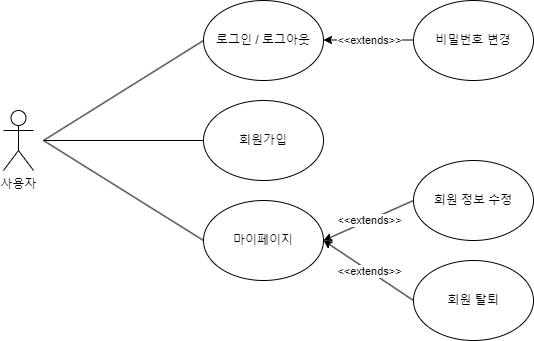 로그인 / 로그아웃
<<extends>>
비밀번호 변경
회원가입
사용자
마이페이지
<<extends>>
회원 정보 수정
<<extends>>
회원 탈퇴